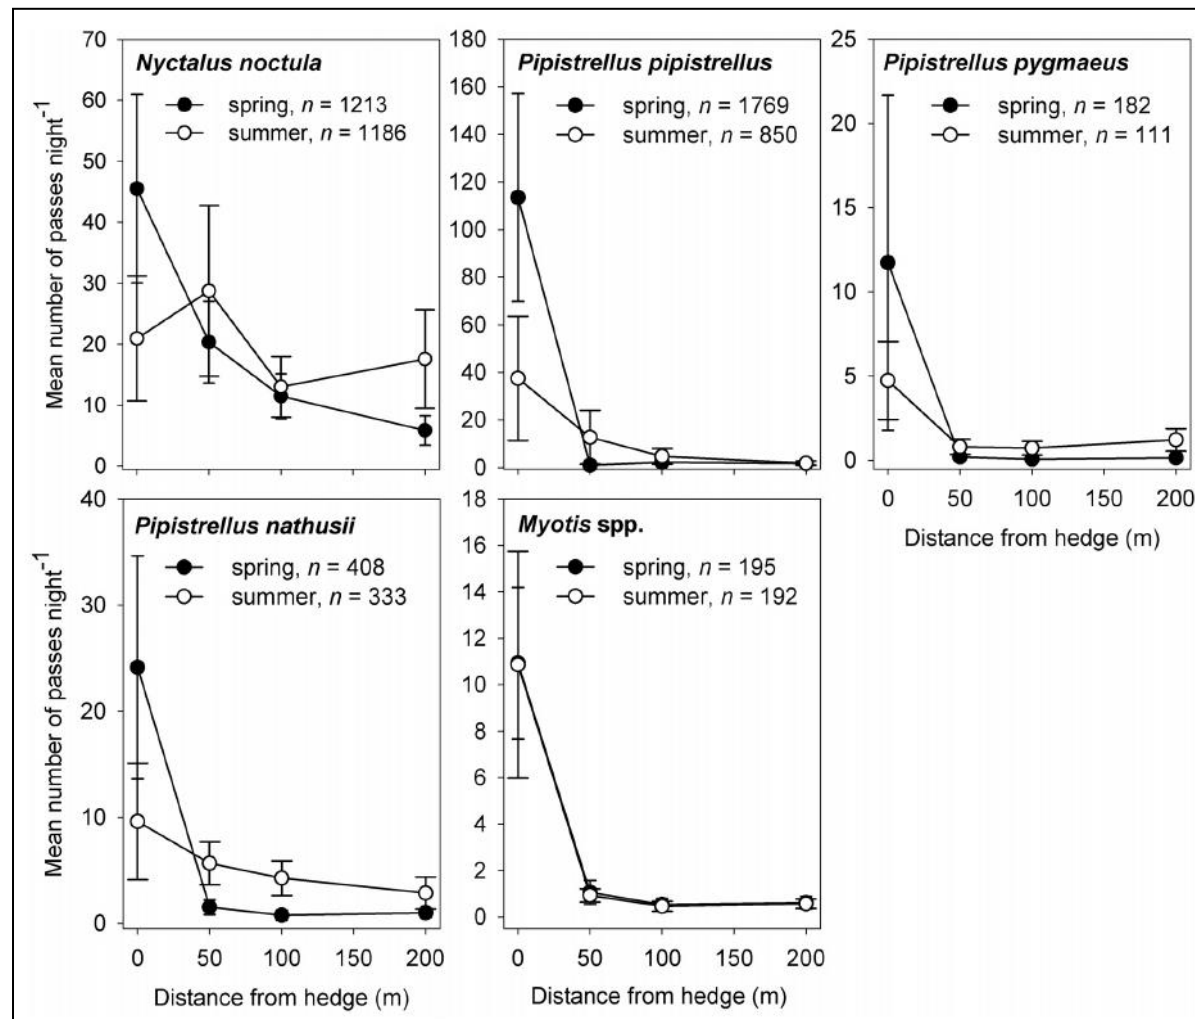 Nyctalus noctula
spring, n = 1213
summer, n = 1186
70
60
50
40
30
20
10
0
Mean number of passes night-1
Pipistrellus pipistrellus
spring, n = 1769
summer, n = 850
180
160
140
120
100
80
60
40
20
0
Pipistrellus pygmaeus
spring, n = 182
summer, n = 111
25
20
15
10
5
0
0 50 100 150 200
Distance from hedge (m)
Pipistrellus nathusii
spring, n = 408
summer, n = 333
40
30
20
10
0
Mean number of passes night-1
0 50 100 150 200
Distance from hedge (m)
Myotis spp.
spring, n = 195
summer, n = 192
18
16
14
12
10
8
6
4
2
0
0 50 100 150 200
Distance from hedge (m)